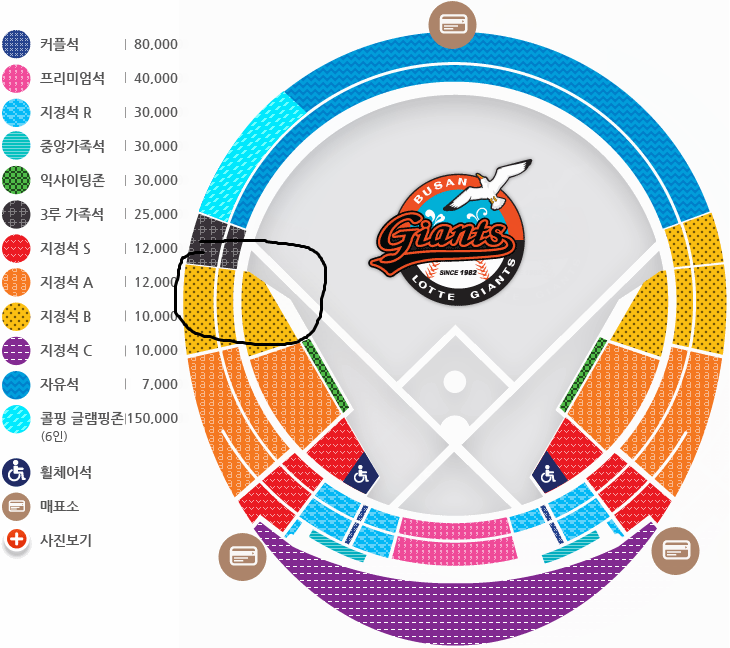 커플석 80,000
프리미엄석 40,000
지정석 R 30,000
중앙가족석 30,000
익사이팅존 30,000
3루 가족석 25,000
지정석 S 12,000
지정석 A 12,000
지정석 B 10,000
지정석 C 10,000
자유석 7,000
콜핑 글램핑존 150,000
(6인)
휠체어석
매표소
사진보기
BUSAN
Giants
SINCE 1982
LOTTE GIANTS